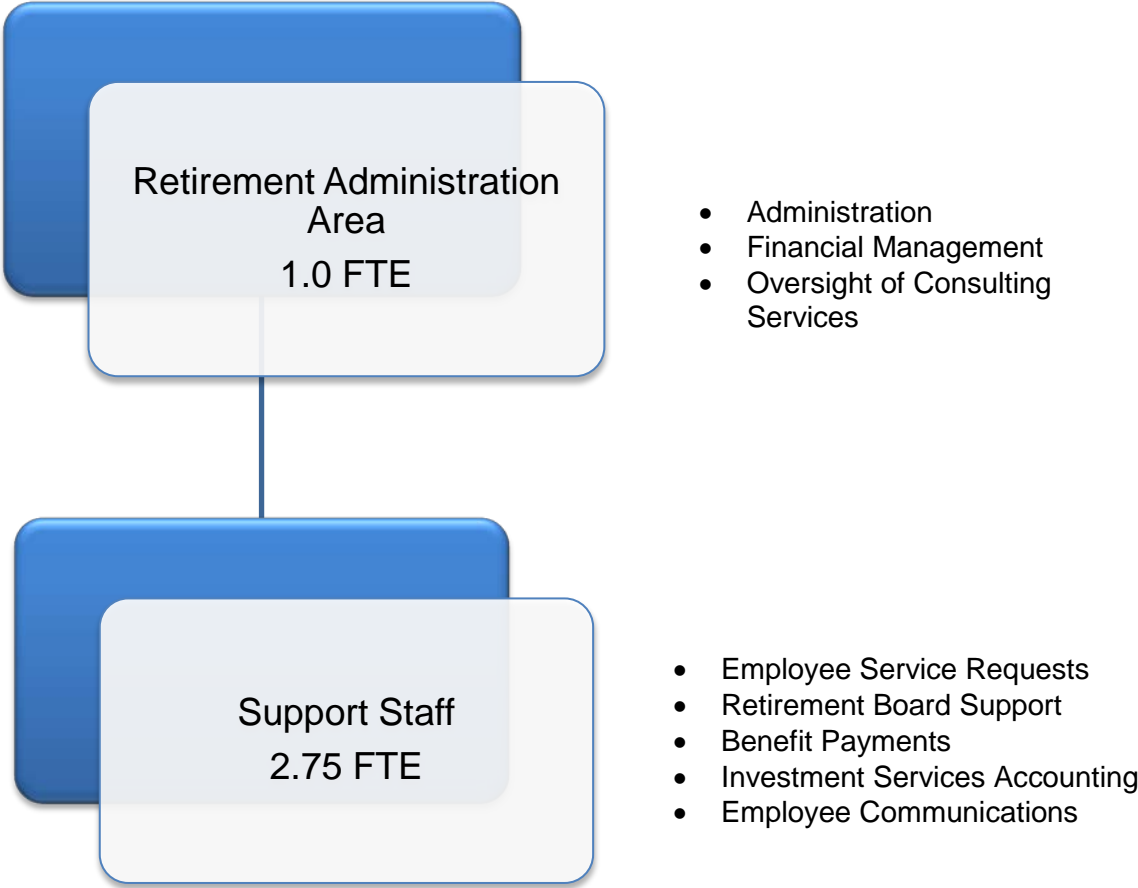 Retirement Administration
Area
1.0 FTE
• Administration
• Financial Management
• Oversight of Consulting
Services
Support Staff
2.75 FTE
• Employee Service Requests
• Retirement Board Support
• Benefit Payments
• Investment Services Accounting
• Employee Communications